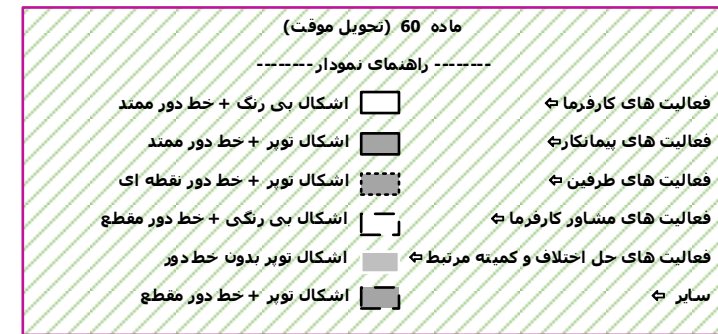 ماده 60 (تحویل موقت)
-------- راهنمای نمودار--------
فعالیت های کارفرما ⇦ اشکال بی رنگ + خط دور ممتد
فعالیت های پیمانکار⇦ اشکال توپر + خط دور ممتد
فعالیت های طرفین ⇦ اشکال توپر + خط دور نقطه ای
فعالیت های مشاور کارفرما ⇦ اشکال بی رنگی + خط دور مقطع
فعالیت های حل اختلاف و کمیته مرتبط⇦ اشکال توپر بدون خط دور
سایر ⇦ اشکال توپر + خط دور مقطع